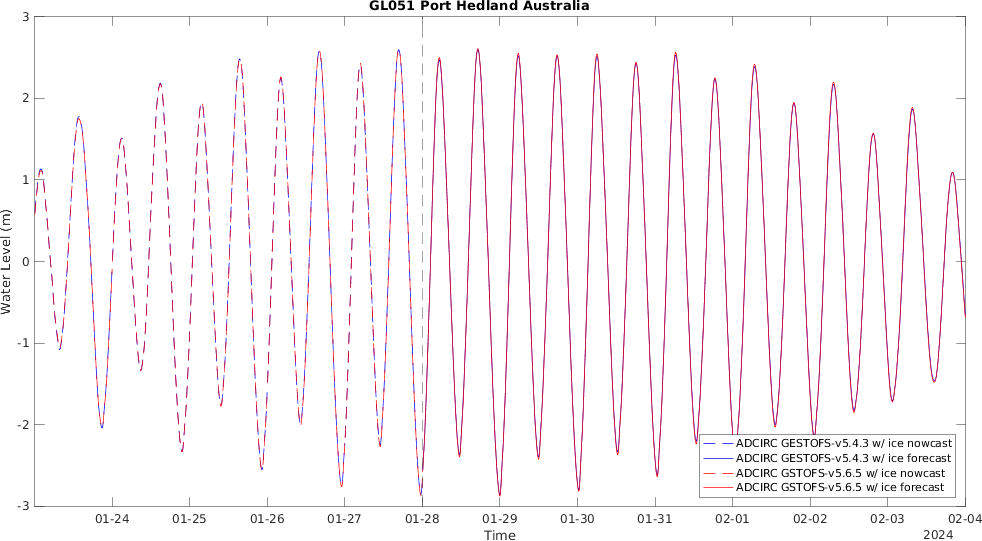 GL051 Port Hedland Australia
3
2
1
0
-1
-2
-3
Water Level (m)
ADCIRC GESTOFS-v5.4.3 w/ ice nowcast
ADCIRC GESTOFS-v5.4.3 w/ ice forecast
ADCIRC GSTOFS-v5.6.5 w/ ice nowcast
ADCIRC GSTOFS-v5.6.5 w/ ice forecast
01-24 01-25 01-26 01-27 01-28 01-29 01-30 01-31 02-01 02-02 02-03 02-04
Time
2024